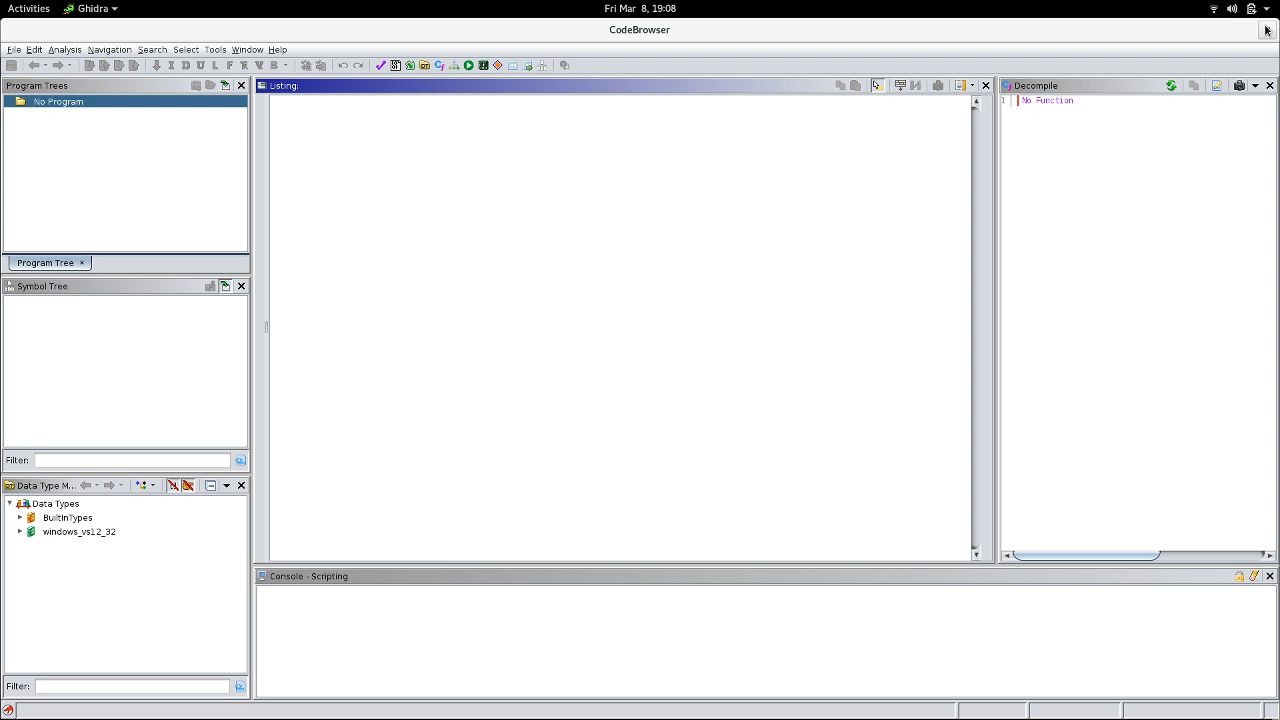 Activities
Ghidra
Fri Mar 8, 19:08
CodeBrowser
File Edit Analysis Navigation Search Select Tools Window Help
I D U L F R V B
Program Trees
No Program
Program Tree ×
Symbol Tree
Filter:
Data Type M...
Data Types
BuiltInTypes
windows_vs12_32
Filter:
Listing:
Decompile
1 No Function
Console - Scripting